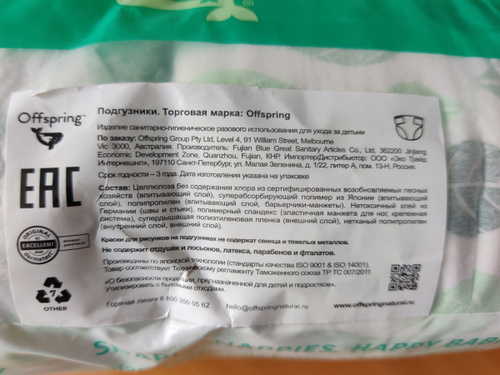 Offspring™
Подгузники. Торговая марка: Offspring
Изделие санитарно-гигиеническое разового использования для ухода за детьми
По заказу: Offspring Group Pty Ltd, Level 4, 91 William Street, Melbourne
Vic 3000, Австралия. Производитель: Fujian Blue Great Sanitary Articles Co., Ltd, 362200 Jinjiang
Economic Development Zone, Quanzhou, Fujian, КНР. Импортер/Дистрибьютор: ООО «Эко Трейд
Интернешнл», 197110 Санкт-Петербург, ул. Малая Зеленина, д. 1/22, литер А, пом. 13-Н, Россия.
Срок годности – 3 года. Дата изготовления указана на упаковке
EAC
Состав: Целлюлоза без содержания хлора из сертифицированных возобновляемых лесных
хозяйств (впитывающий слой), суперабсорбирующий полимер из Японии (впитывающий
слой), полипропилен (впитывающий слой, барьерчики-манжеты). Нетоксичный клей из
Германии (швы и стыки), полимерный спандекс (эластичная манжета для ног, крепежная
система), супердышащая полиэтиленовая пленка (внешний слой), нетканый полипропилен
(внутренний слой, внешний слой).
Краски для рисунков на подгузниках не содержат свинца и тяжелых металлов.
Не содержит отдушек и лосьонов, латекса, парабенов и фталатов.
Произведены по японской технологии (стандарты качества ISO 9001 & ISO 14001).
Товар соответствует Техническому регламенту Таможенного союза ТР ТС 007/2011
«О безопасности продукции, предназначенной для детей и подростков».
Утилизировать с бытовыми отходами.
EXCELLENT
7
OTHER
Горячая линия 8 800 350 05 62
hello@offspringnatural.ru
www.offspringnatural.ru
HAPPY